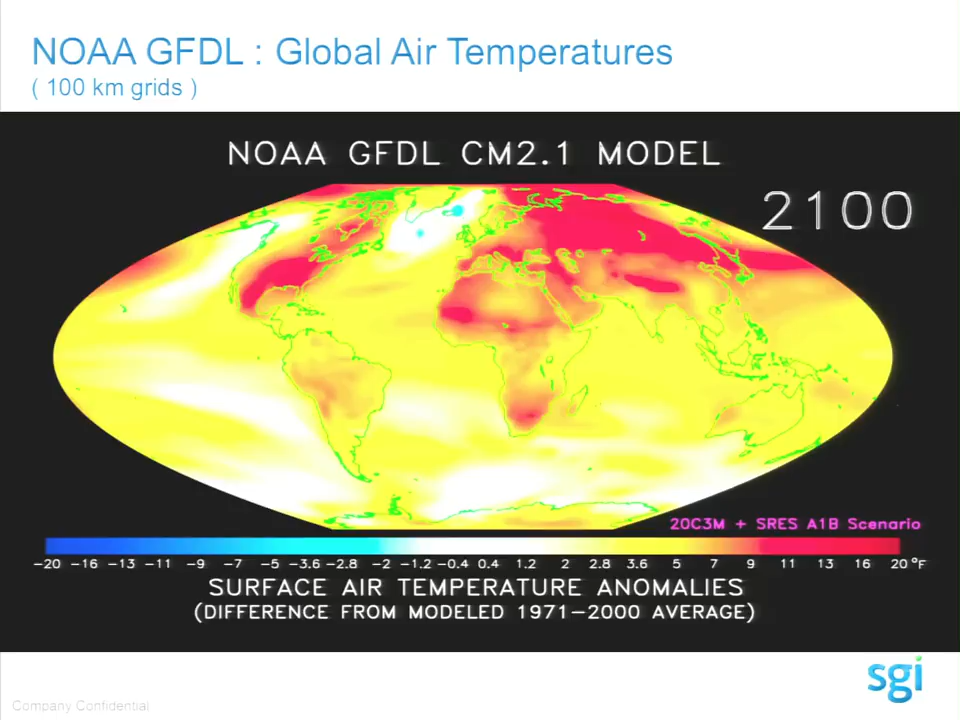 NOAA GFDL : Global Air Temperatures
( 100 km grids )
NOAA GFDL CM2.1 MODEL
2100
20C3M + SRES A1B Scenario
−20 −16 −13 −11 −9 −7 −5 −3.6 −2.8 −2 −1.2 −0.4 0.4 1.2 2 2.8 3.6 5 7 9 11 13 16 20 °F
SURFACE AIR TEMPERATURE ANOMALIES
(DIFFERENCE FROM MODELED 1971−2000 AVERAGE)
sgi
Company Confidential